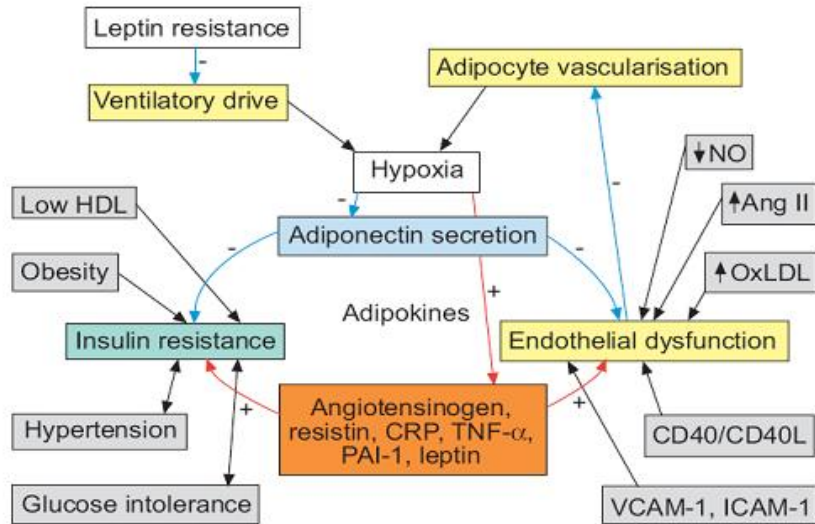 Leptin resistance
-
Ventilatory drive
Adipocyte vascularisation
Hypoxia
↓NO
-
-
Low HDL
↑Ang II
Adiponectin secretion
-
-
Obesity
↑OxLDL
+
Adipokines
Insulin resistance
Endothelial dysfunction
Angiotensinogen,
resistin, CRP, TNF-α,
PAI-1, leptin
+
+
Hypertension
CD40/CD40L
Glucose intolerance
VCAM-1, ICAM-1